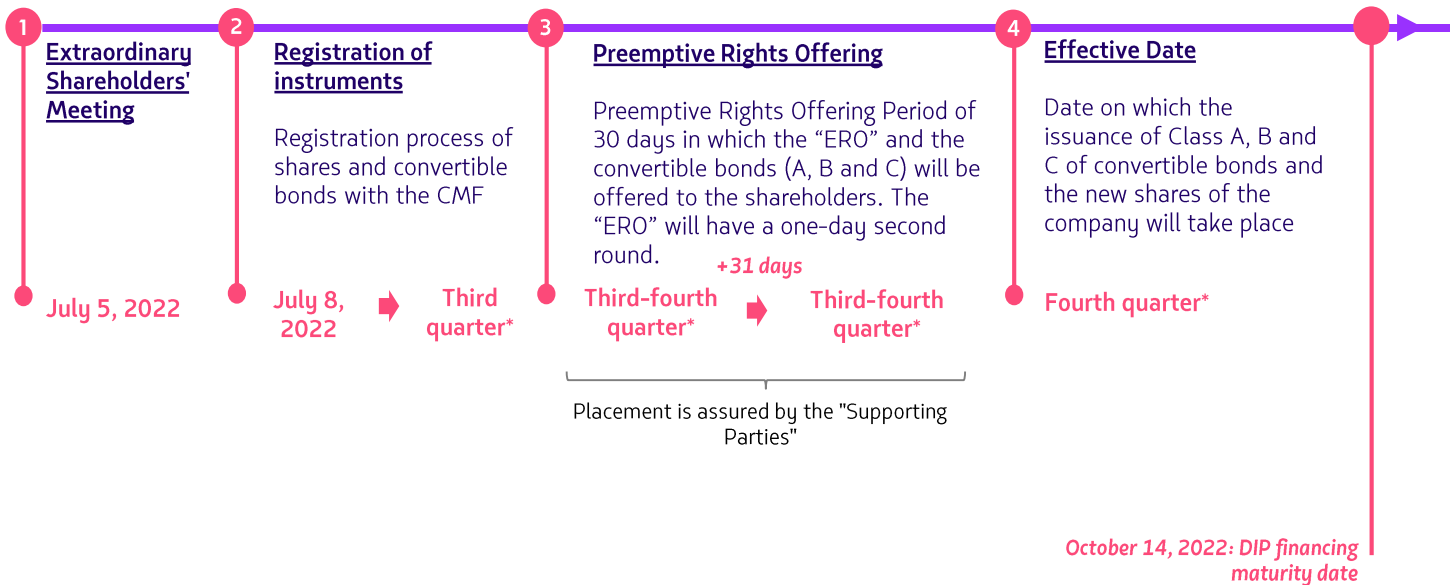 1
Extraordinary
Shareholders'
Meeting
July 5, 2022
2
Registration of
instruments
Registration process of
shares and convertible
bonds with the CMF
July 8,
2022
Third
quarter*
3
Preemptive Rights Offering
Preemptive Rights Offering Period of
30 days in which the “ERO” and the
convertible bonds (A, B and C) will be
offered to the shareholders. The
“ERO” will have a one-day second
round.
+31 days
Third-fourth
quarter*
Third-fourth
quarter*
Placement is assured by the "Supporting
Parties"
4
Effective Date
Date on which the
issuance of Class A, B and
C of convertible bonds and
the new shares of the
company will take place
Fourth quarter*
October 14, 2022: DIP financing
maturity date